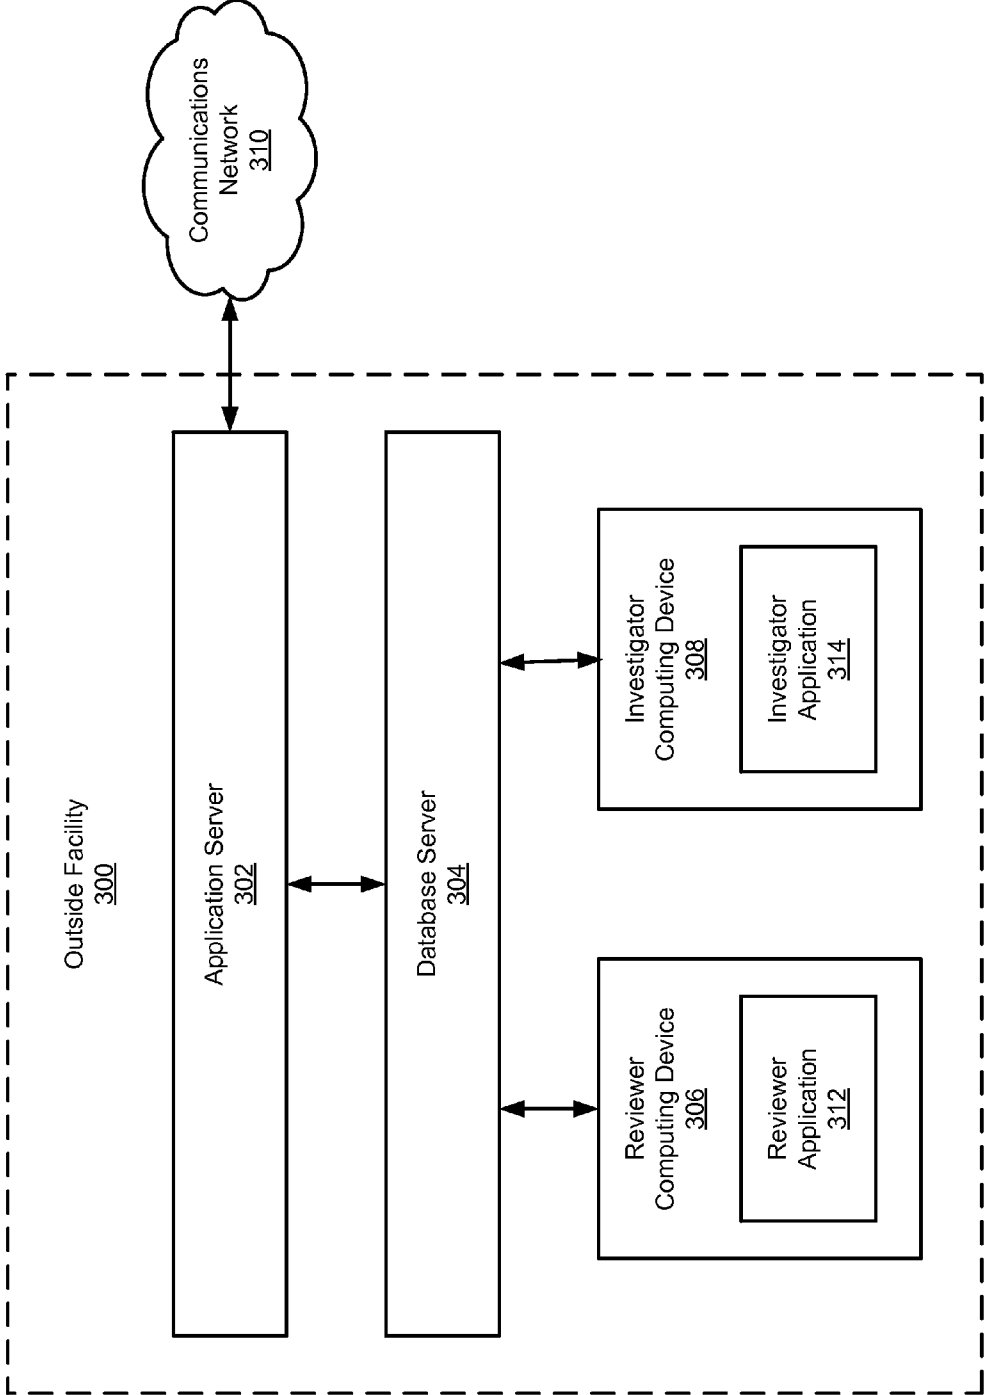 Outside Facility
300
Application Server
302
Communications
Network
310
Database Server
304
Reviewer
Computing Device
306
Reviewer
Application
312
Investigator
Computing Device
308
Investigator
Application
314